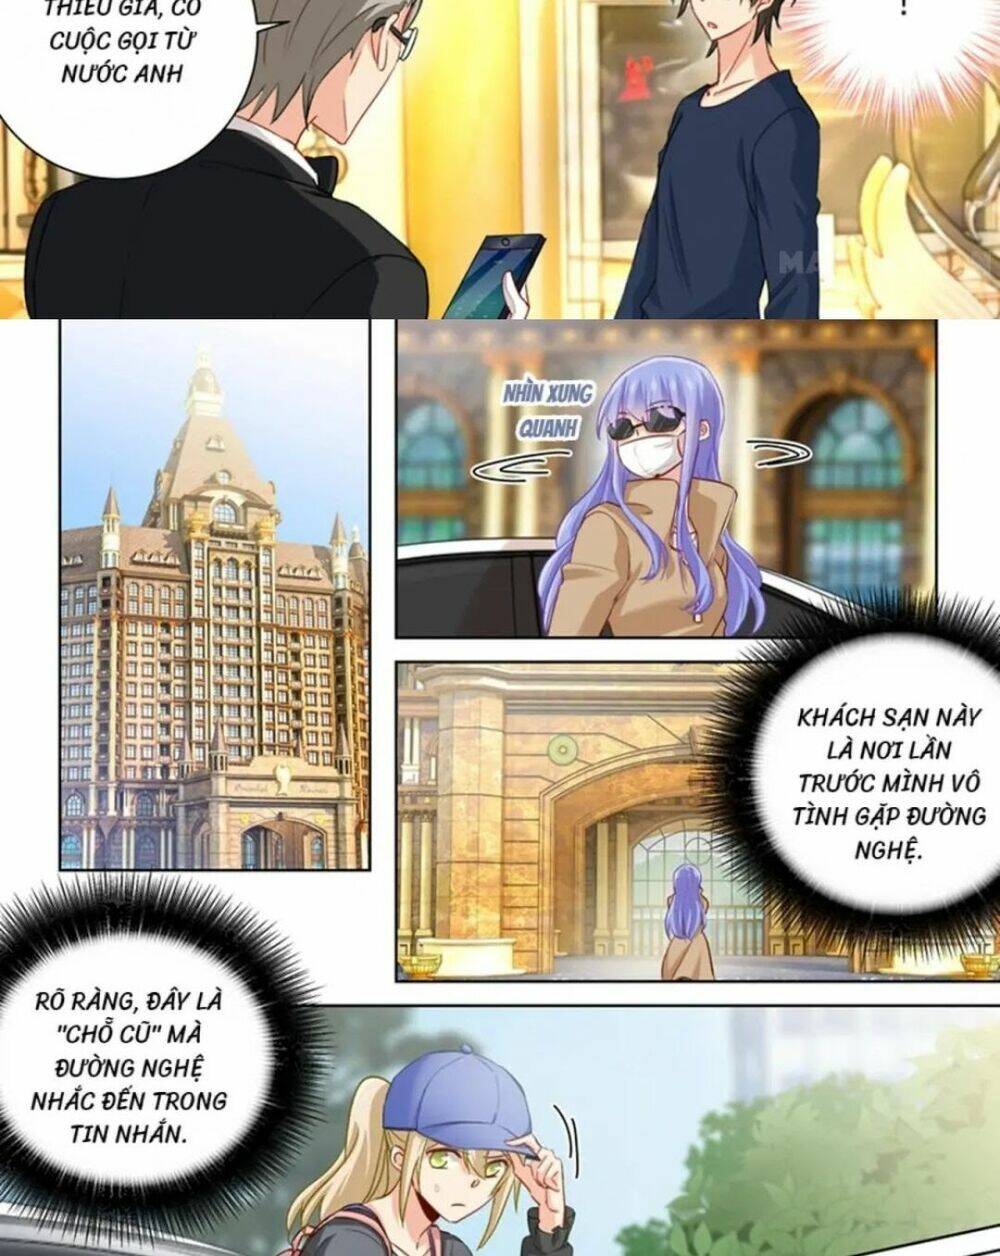 THIẾU GIA, CÓ
CUỘC GỌI TỪ
NƯỚC ANH
!
NHÌN XUNG
QUANH
KHÁCH SẠN NÀY
LÀ NƠI LẦN
TRƯỚC MÌNH VÔ
TÌNH GẶP ĐƯỜNG
NGHỆ.
RÕ RÀNG, ĐÂY LÀ
"CHỖ CŨ" MÀ
ĐƯỜNG NGHỆ
NHẮC ĐẾN TRONG
TIN NHẮN.